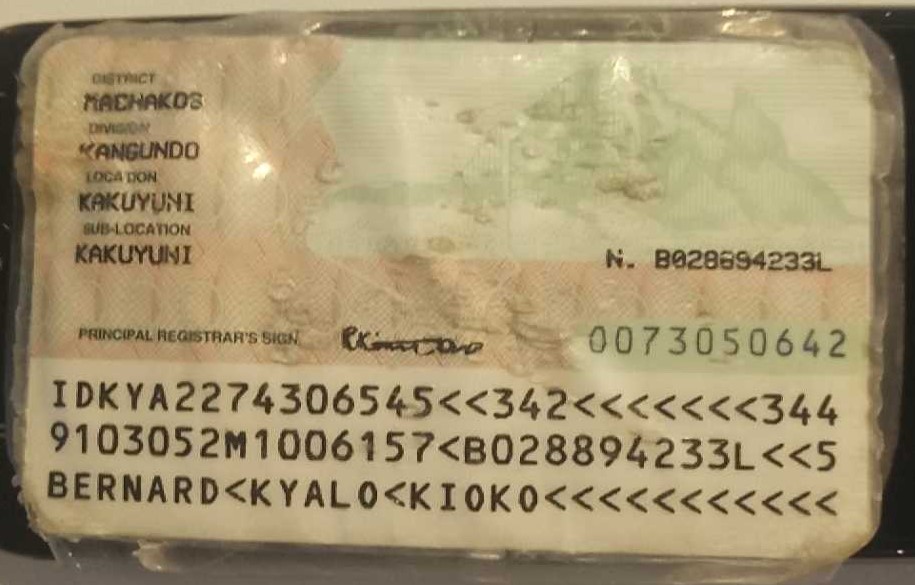 DISTRICT
MACHAKOS
DIVISION
KANGUNDO
LOCATION
KAKUYUNI
SUB-LOCATION
KAKUYUNI
N. B028894233L
PRINCIPAL REGISTRAR'S SIGN
0073050642
IDKYA2274306545<<342<<<<<<<344
9103052M1006157<B028894233L<<5
BERNARD<KYALO<KIOKO<<<<<<<<<<<